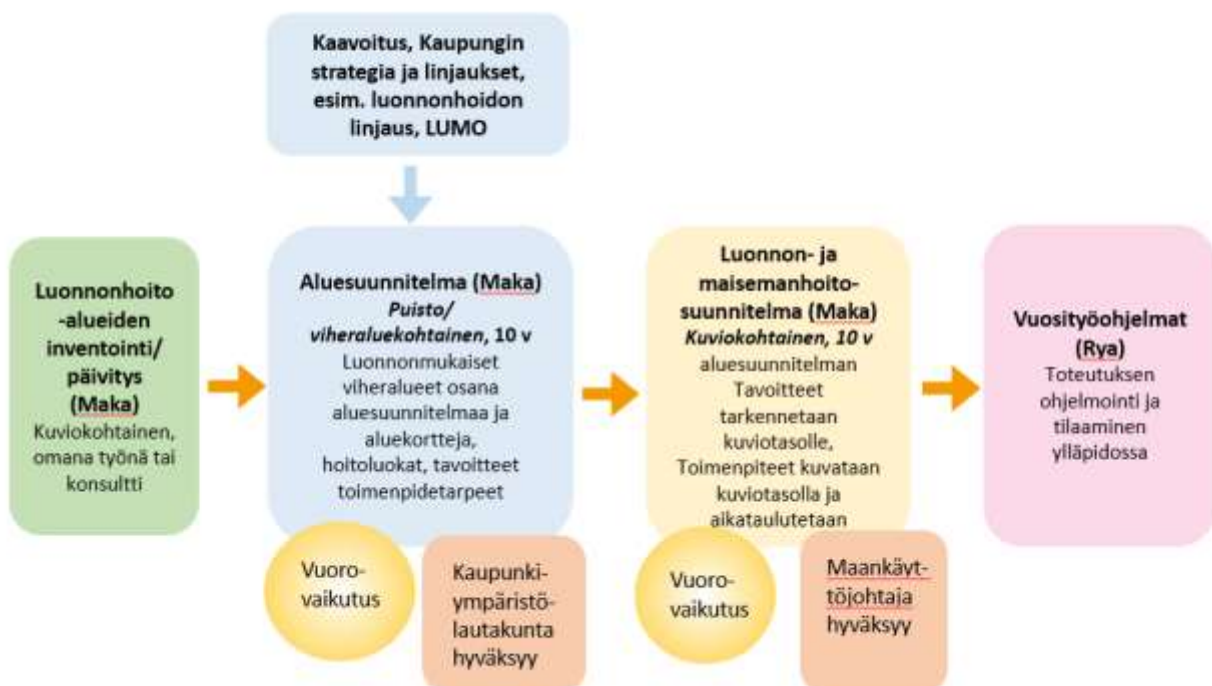 Kaavoitus, Kaupungin
strategia ja linjaukset,
esim. luonnonhoidon
linjaus, LUMO
Luonnonhoito
-alueiden
inventointi/
päivitys
(Maka)
Kuviokohtainen,
omana työnä tai
konsultti
Aluesuunnitelma (Maka)
Puisto/
viheraluekohtainen, 10 v
Luonnonmukaiset
viheralueet osana
aluesuunnitelmaa ja
aluekortteja,
hoitoluokat, tavoitteet
toimenpidetarpeet
Vuoro-
vaikutus
Kaupunki-
ympäristö-
lautakunta
hyväksyy
Luonnon- ja
maisemanhoito-
suunnitelma (Maka)
Kuviokohtainen, 10 v
aluesuunnitelman
Tavoitteet
tarkennetaan
kuviotasolle,
Toimenpiteet kuvataan
kuviotasolla ja
aikataulutetaan
Vuoro-
vaikutus
Maankäyt-
töjohtaja
hyväksyy
Vuosityöohjelmat
(Rya)
Toteutuksen
ohjelmointi ja
tilaaminen
ylläpidossa